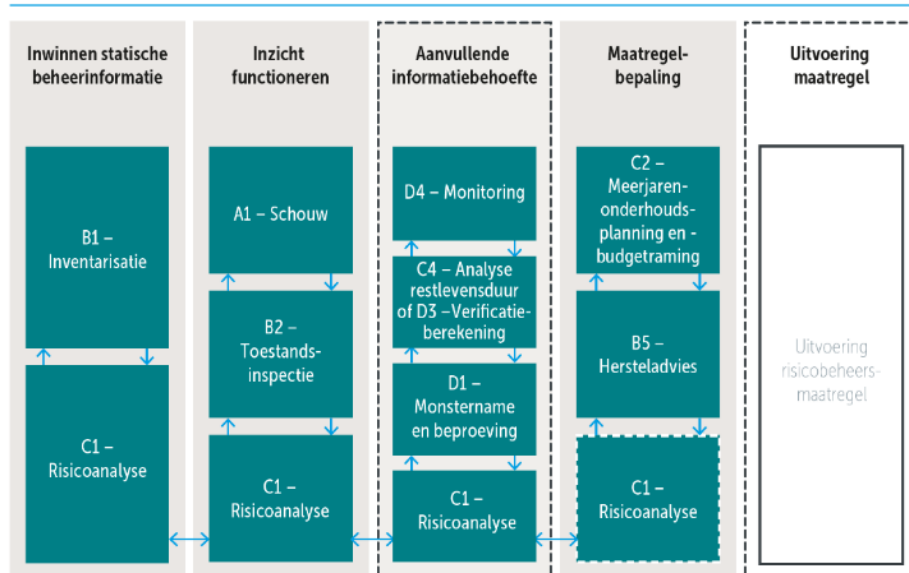 Inwinnen statische
beheerinformatie
Inzicht
functioneren
Aanvullende
informatiebehoefte
Maatregel-
bepaling
Uitvoering
maatregel
B1 –
Inventarisatie
C1 –
Risicoanalyse
A1 – Schouw
B2 –
Toestands-
inspectie
C1 –
Risicoanalyse
D4 – Monitoring
C4 – Analyse
restlevensduur
of D3 –Verificatie-
berekening
D1 –
Monstername
en beproeving
C1 –
Risicoanalyse
C2 –
Meerjaren-
onderhouds-
planning en -
budgetraming
B5 –
Hersteladvies
C1 –
Risicoanalyse
Uitvoering
risicobeheers-
maatregel